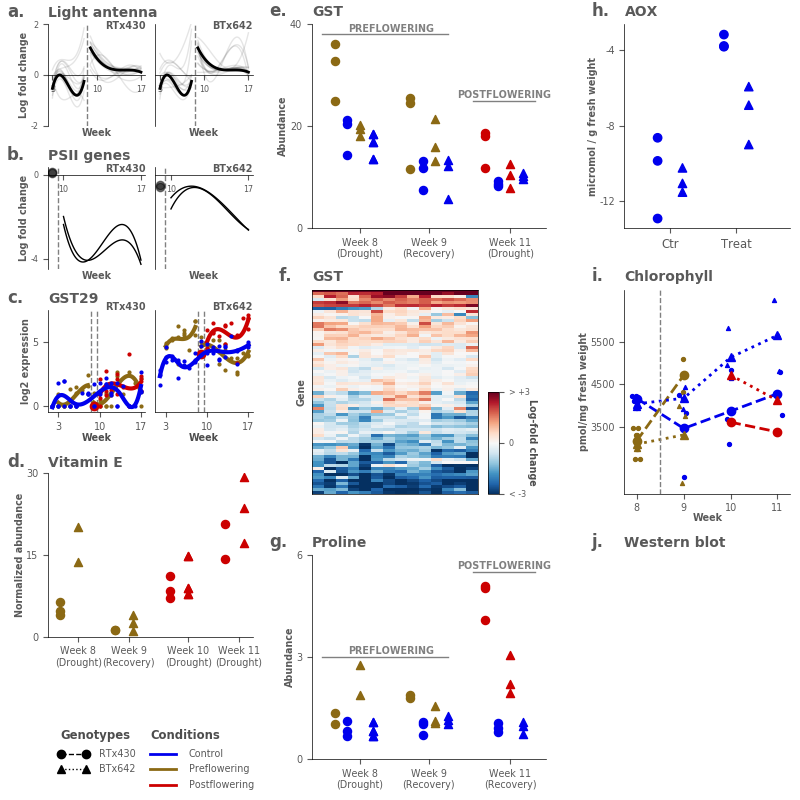 a. Light antenna
RTx430
BTx642
Log fold change
2
0
-2
3 10 17
3 10 17
Week
Week
b. PSII genes
RTx430
BTx642
Log fold change
0
-4
10 17
10 17
Week
Week
c. GST29
RTx430
BTx642
log2 expression
5
0
3 10 17
3 10 17
Week
Week
d. Vitamin E
Normalized abundance
30
15
0
Week 8 (Drought)
Week 9 (Recovery)
Week 10 (Drought)
Week 11 (Drought)
Genotypes
RTx430
BTx642
Conditions
Control
Preflowering
Postflowering
e. GST
PREFLOWERING
POSTFLOWERING
Abundance
40
20
0
Week 8 (Drought)
Week 9 (Recovery)
Week 11 (Drought)
f. GST
Gene
> +3
0
< -3
Log-fold change
g. Proline
PREFLOWERING
POSTFLOWERING
Abundance
6
3
0
Week 8 (Drought)
Week 9 (Recovery)
Week 11 (Recovery)
h. AOX
micromol / g fresh weight
-4
-8
-12
Ctr Treat
i. Chlorophyll
pmol/mg fresh weight
5500
4500
3500
8 9 10 11
Week
j. Western blot